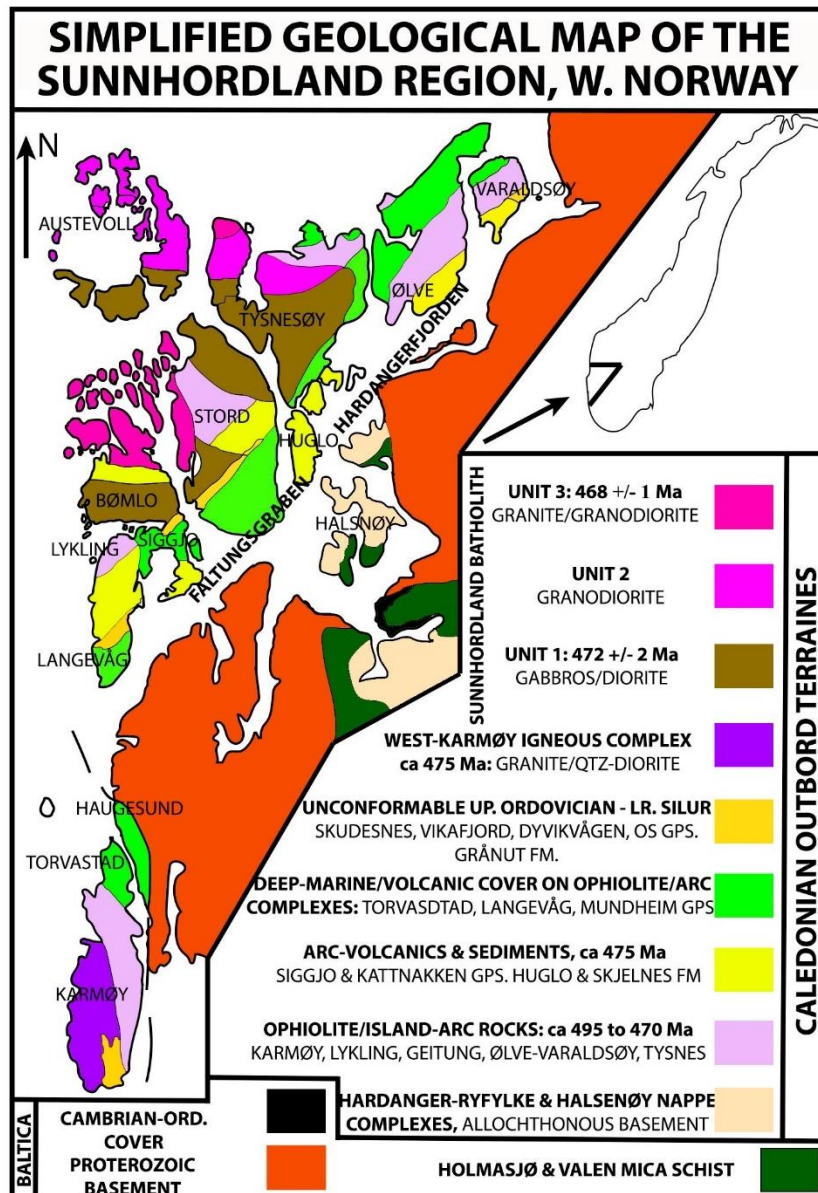 SIMPLIFIED GEOLOGICAL MAP OF THE
SUNNHORDLAND REGION, W. NORWAY
N
AUSTEVOLL
VARALDSØY
ØLVE
TYSNESØY
HARDANGERFJORDEN
STORD
HUGLO
BØMLO
HALSNØY
SIGGJO
LYKLING
FALTUNGSGRABEN
LANGEVÅG
HAUGESUND
TORVASTAD
KARMØY
SUNNHORDLAND BATHOLITH
UNIT 3: 468 +/- 1 Ma
GRANITE/GRANODIORITE
UNIT 2
GRANODIORITE
UNIT 1: 472 +/- 2 Ma
GABBROS/DIORITE
CALEDONIAN OUTBORD TERRAINES
WEST-KARMØY IGNEOUS COMPLEX
ca 475 Ma: GRANITE/QTZ-DIORITE
UNCONFORMABLE UP. ORDOVICIAN - LR. SILUR
SKUDESNES, VIKAFJORD, DYVIKVÅGEN, OS GPS.
GRÅNUT FM.
DEEP-MARINE/VOLCANIC COVER ON OPHIOLITE/ARC
COMPLEXES: TORVASDTAD, LANGEVÅG, MUNDHEIM GPS
ARC-VOLCANICS & SEDIMENTS, ca 475 Ma
SIGGJO & KATTNAKKEN GPS. HUGLO & SKJELNES FM
OPHIOLITE/ISLAND-ARC ROCKS: ca 495 to 470 Ma
KARMØY, LYKLING, GEITUNG, ØLVE-VARALDSØY, TYSNES
HARDANGER-RYFYLKE & HALSENØY NAPPE
COMPLEXES, ALLOCHTHONOUS BASEMENT
BALTICA
CAMBRIAN-ORD.
COVER
PROTEROZOIC
BASEMENT
HOLMASJØ & VALEN MICA SCHIST